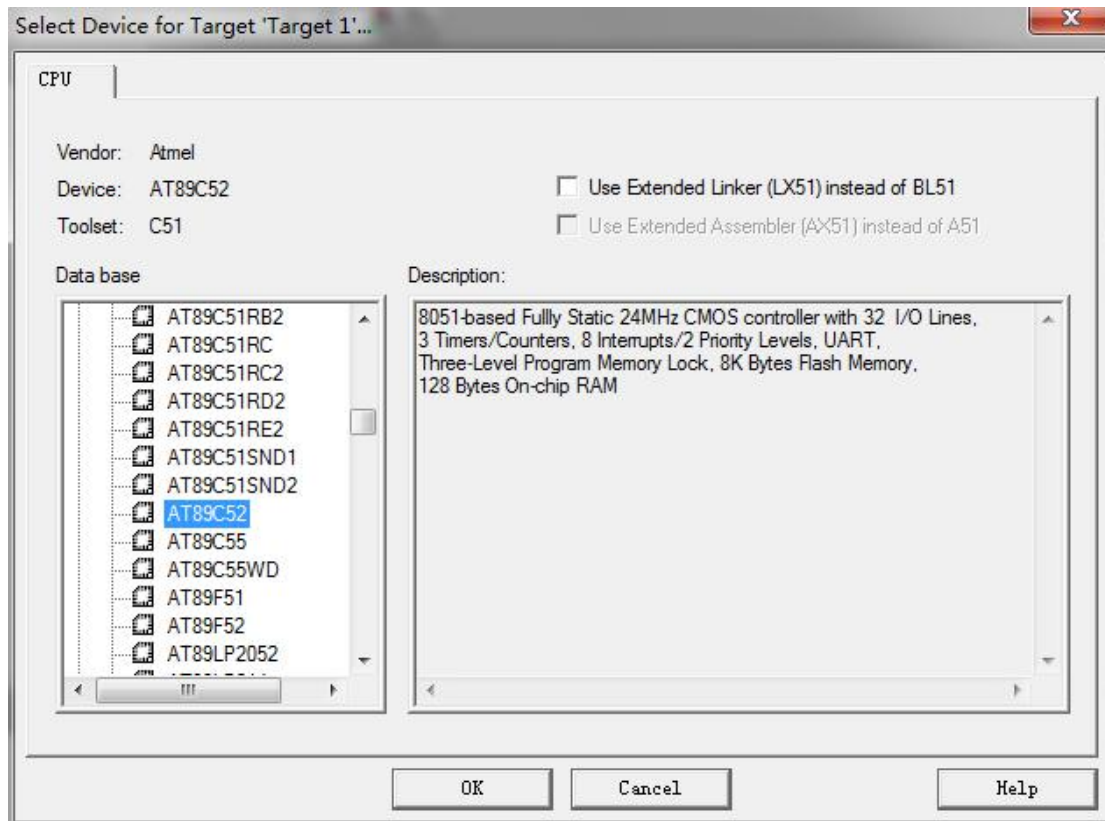 Select Device for Target 'Target 1'...
CPU
Vendor: Atmel
Device: AT89C52
Toolset: C51
Use Extended Linker (LX51) instead of BL51
Use Extended Assembler (AX51) instead of A51
Data base
AT89C51RB2
AT89C51RC
AT89C51RC2
AT89C51RD2
AT89C51RE2
AT89C51SND1
AT89C51SND2
AT89C52
AT89C55
AT89C55WD
AT89F51
AT89F52
AT89LP2052
Description:
8051-based Fullly Static 24MHz CMOS controller with 32 I/O Lines,
3 Timers/Counters, 8 Interrupts/2 Priority Levels, UART,
Three-Level Program Memory Lock, 8K Bytes Flash Memory,
128 Bytes On-chip RAM
OK
Cancel
Help